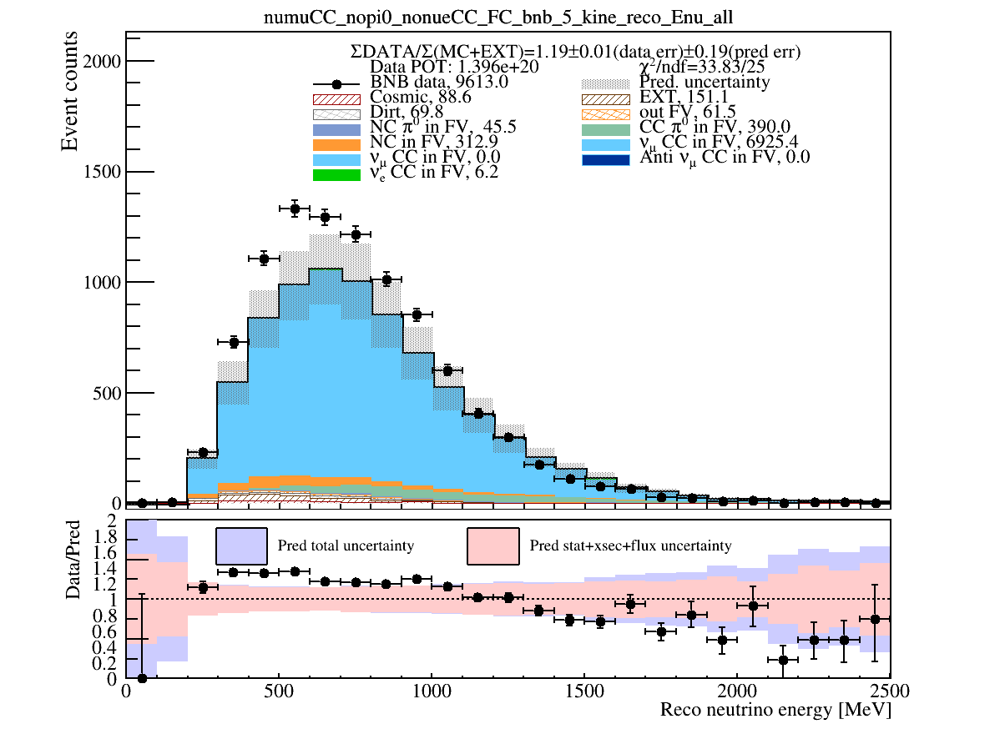 numuCC_nopi0_nonueCC_FC_bnb_5_kine_reco_Enu_all
ΣDATA/Σ(MC+EXT)=1.19±0.01(data err)±0.19(pred err)
Data POT: 1.396e+20
χ²/ndf=33.83/25
BNB data, 9613.0
Pred. uncertainty
Cosmic, 88.6
EXT, 151.1
Dirt, 69.8
out FV, 61.5
NC π⁰ in FV, 45.5
CC π⁰ in FV, 390.0
NC in FV, 312.9
νμ CC in FV, 6925.4
νμ CC in FV, 0.0
Anti νμ CC in FV, 0.0
νe CC in FV, 6.2
Event counts
2000
1500
1000
500
0
Data/Pred
2
1.8
1.6
1.4
1.2
1
0.8
0.6
0.4
0.2
0
Pred total uncertainty
Pred stat+xsec+flux uncertainty
0 500 1000 1500 2000 2500
Reco neutrino energy [MeV]